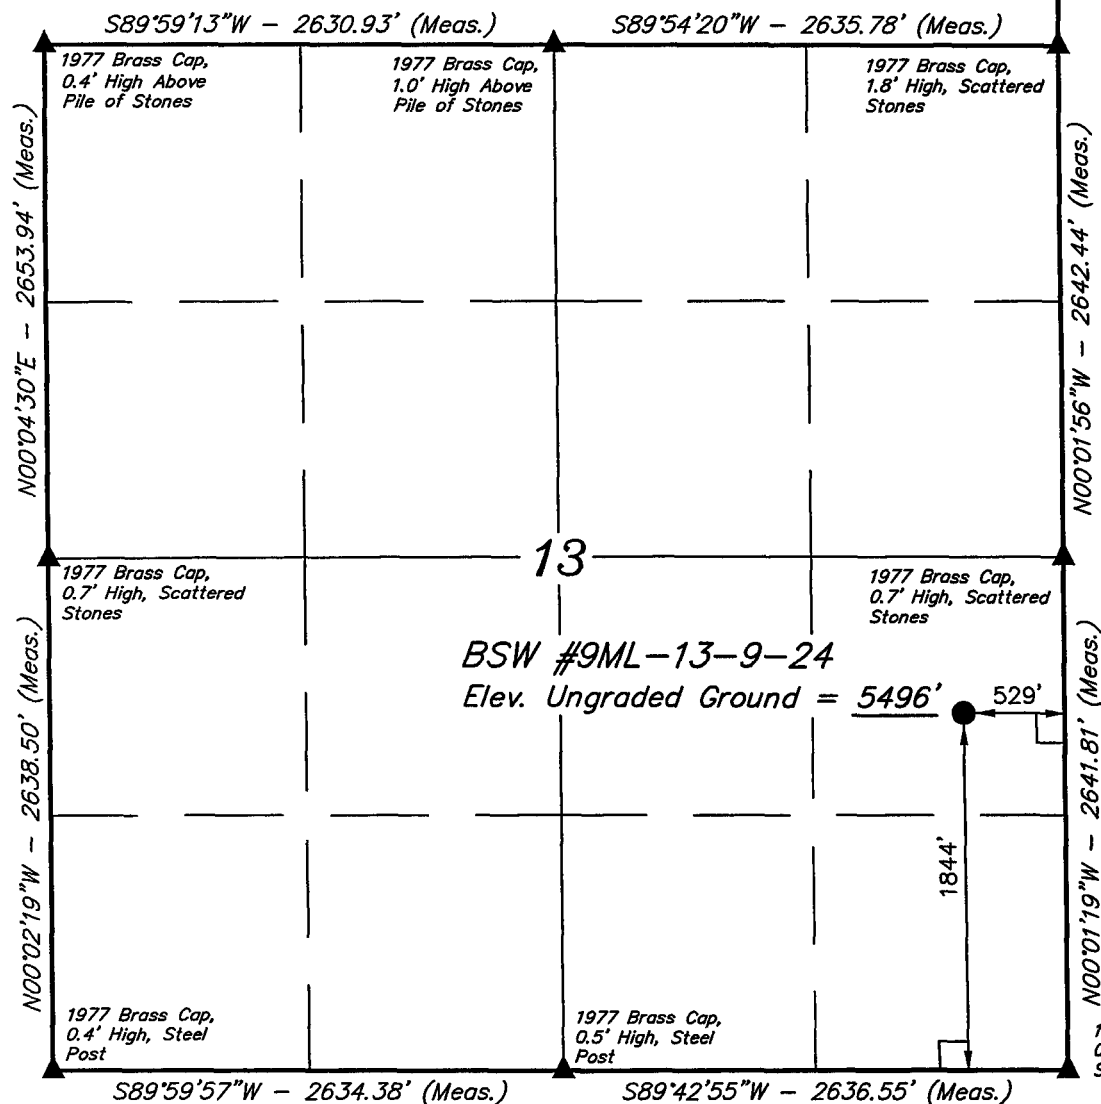 S89°59'13"W - 2630.93' (Meas.)
S89°54'20"W - 2635.78' (Meas.)
1977 Brass Cap,
0.4' High Above
Pile of Stones
1977 Brass Cap,
1.0' High Above
Pile of Stones
1977 Brass Cap,
1.8' High, Scattered
Stones
N00°04'30"E - 2653.94' (Meas.)
N00°01'56"W - 2642.44' (Meas.)
13
1977 Brass Cap,
0.7' High, Scattered
Stones
1977 Brass Cap,
0.7' High, Scattered
Stones
BSW #9ML-13-9-24
Elev. Ungraded Ground = 5496'
529'
1844'
N00°02'19"W - 2638.50' (Meas.)
N00°01'19"W - 2641.81' (Meas.)
1977 Brass Cap,
0.4' High, Steel
Post
1977 Brass Cap,
0.5' High, Steel
Post
S89°59'57"W - 2634.38' (Meas.)
S89°42'55"W - 2636.55' (Meas.)